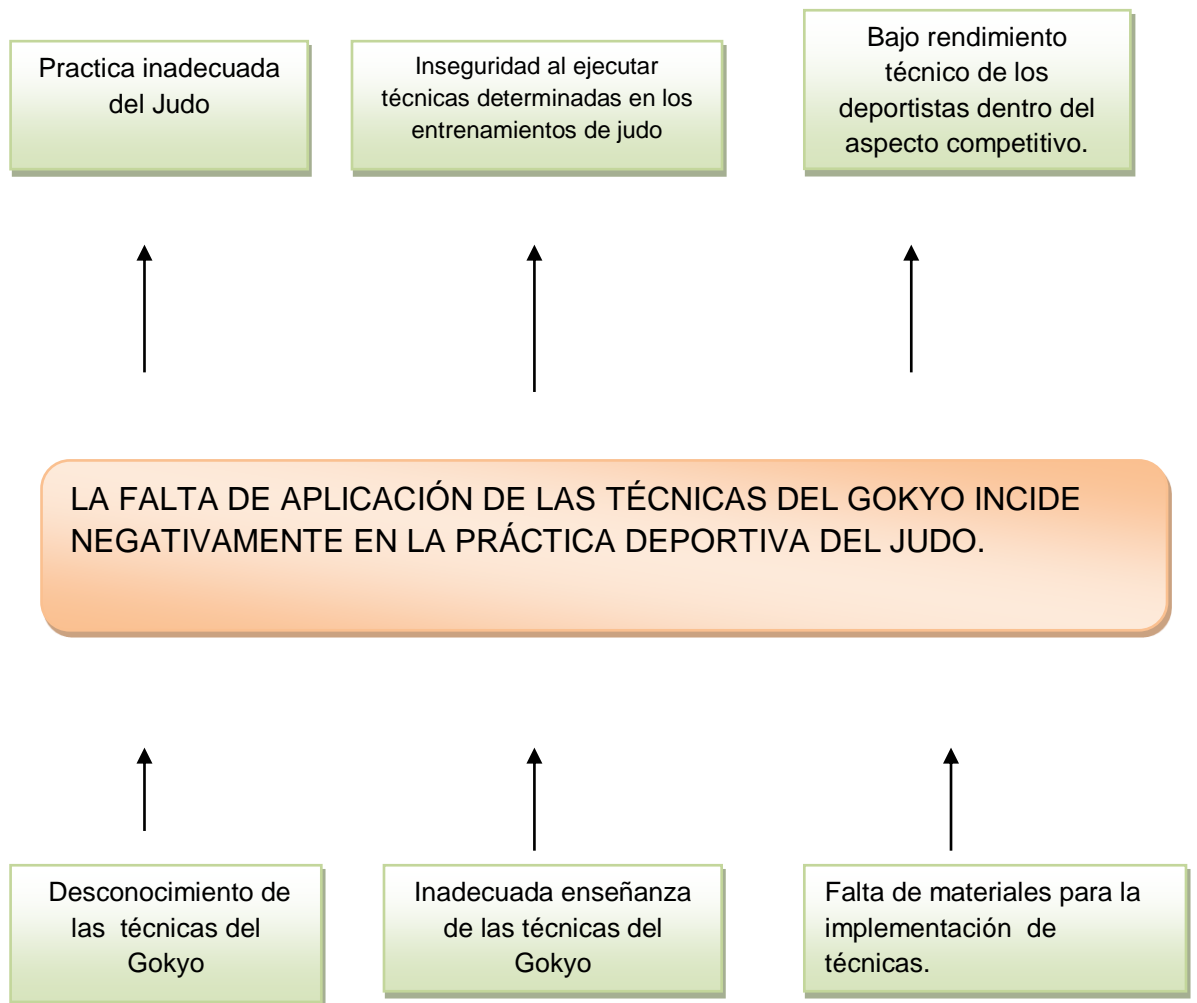 Practica inadecuada
del Judo
Inseguridad al ejecutar
técnicas determinadas en los
entrenamientos de judo
Bajo rendimiento
técnico de los
deportistas dentro del
aspecto competitivo.
LA FALTA DE APLICACIÓN DE LAS TÉCNICAS DEL GOKYO INCIDE
NEGATIVAMENTE EN LA PRÁCTICA DEPORTIVA DEL JUDO.
Desconocimiento de
las técnicas del
Gokyo
Inadecuada enseñanza
de las técnicas del
Gokyo
Falta de materiales para la
implementación de
técnicas.